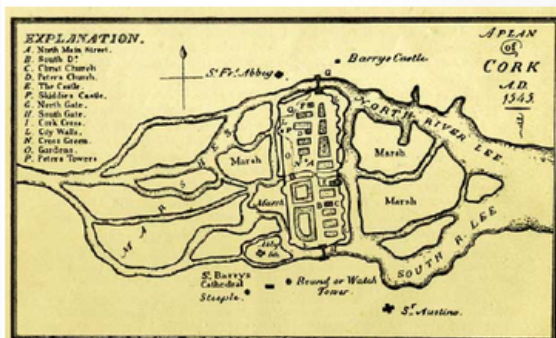 EXPLANATION.
A. North Main Street.
B. South Do.
C. Christ Church
D. Peters Church.
E. The Castle.
F. Skiddies Castle.
G. North Gate.
H. South Gate.
I. Cork Cross.
L. City Walls.
N. Cross Green.
O. Gardens.
P. Peters Towers
A PLAN
of
CORK
A.D.
1545.
St. Frs. Abbey
Barrys Castle.
G
NORTH RIVER LEE.
MARSHES
Marsh
Marsh
Marsh
Marsh
SOUTH R. LEE
St. Barrys
Cathedral
Steeple.
Round or Watch
Tower.
St. Austins.